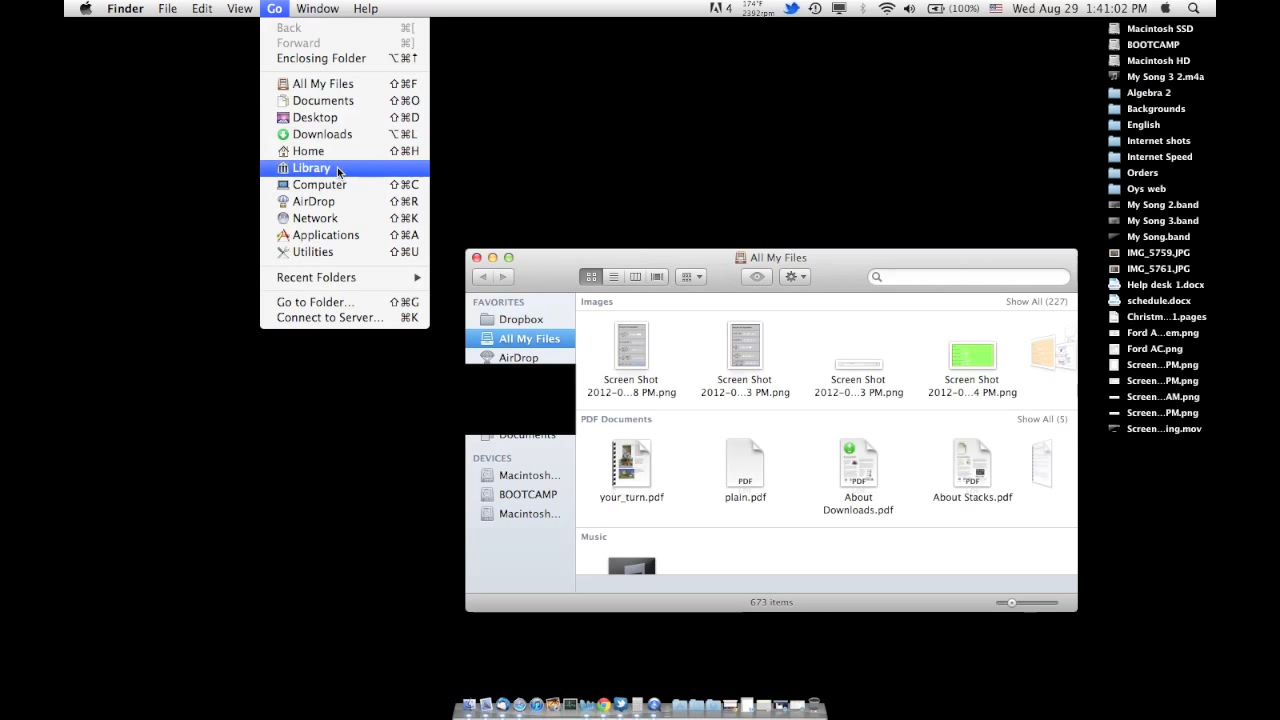 Finder File Edit View Go Window Help
4 174°F 2392rpm (100%) Wed Aug 29 1:41:02 PM
Back ⌘[
Forward ⌘]
Enclosing Folder ⌥⌘↑
All My Files ⇧⌘F
Documents ⇧⌘O
Desktop ⇧⌘D
Downloads ⌥⌘L
Home ⇧⌘H
Library
Computer ⇧⌘C
AirDrop ⇧⌘R
Network ⇧⌘K
Applications ⇧⌘A
Utilities ⇧⌘U
Recent Folders
Go to Folder... ⇧⌘G
Connect to Server... ⌘K
All My Files
FAVORITES
Dropbox
All My Files
AirDrop
Documents
DEVICES
Macintosh...
BOOTCAMP
Macintosh...
Images Show All (227)
Screen Shot 2012-0...8 PM.png
Screen Shot 2012-0...3 PM.png
Screen Shot 2012-0...3 PM.png
Screen Shot 2012-0...4 PM.png
PDF Documents Show All (5)
PDF
PDF
PDF
your_turn.pdf
plain.pdf
About Downloads.pdf
About Stacks.pdf
Music
673 items
Macintosh SSD
BOOTCAMP
Macintosh HD
My Song 3 2.m4a
Algebra 2
Backgrounds
English
Internet shots
Internet Speed
Orders
Oys web
My Song 2.band
My Song 3.band
My Song.band
IMG_5759.JPG
IMG_5761.JPG
Help desk 1.docx
schedule.docx
Christm...1.pages
Ford A...em.png
Ford AC.png
Screen...PM.png
Screen...PM.png
Screen...AM.png
Screen...PM.png
Screen...ing.mov